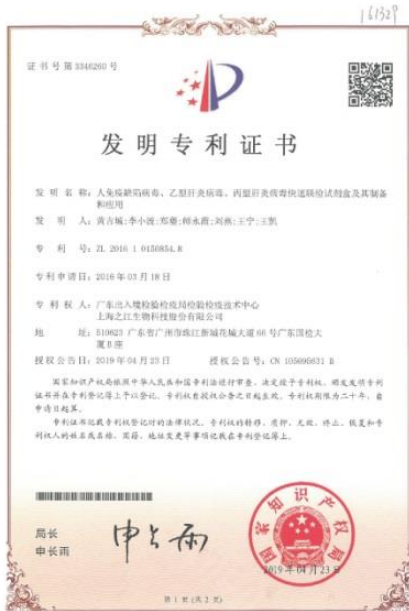 161329
证书号第3346260号
发明专利证书
发 明 名 称：人免疫缺陷病毒、乙型肝炎病毒、丙型肝炎病毒快速联检试剂盒及其制备
和应用
发 明 人：黄吉城;李小波;郑夔;师永霞;刘燕;王宁;王凯
专 利 号：ZL 2016 1 0156854.8
专利申请日：2016年03月18日
专 利 权 人：广东出入境检验检疫局检验检疫技术中心
上海之江生物科技股份有限公司
地 址：510623 广东省广州市珠江新城花城大道66号广东国检大
厦B座
授权公告日：2019年04月23日 授权公告号：CN 105695631 B
国家知识产权局依照中华人民共和国专利法进行审查，决定授予专利权，颁发发明专利
证书并在专利登记簿上予以登记。专利权自授权公告之日起生效。专利权期限为二十年，自
申请日起算。
专利证书记载专利权登记时的法律状况。专利权的转移、质押、无效、终止、恢复和专
利权人的姓名或名称、国籍、地址变更等事项记载在专利登记簿上。
局长
申长雨
申长雨
国家知识产权局
2019年04月23日
第 1 页 (共 2 页)